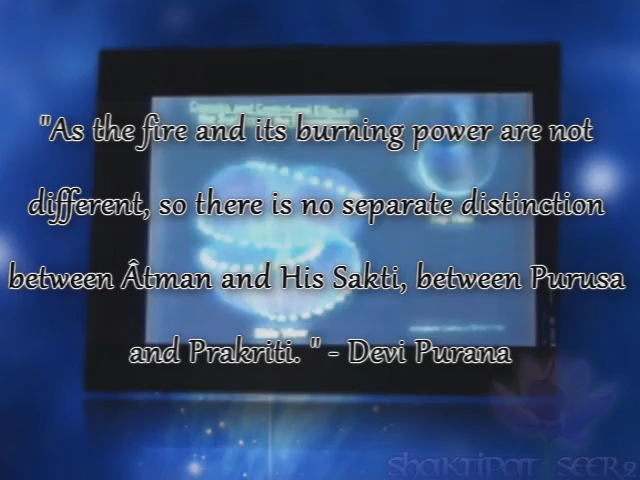 "As the fire and its burning power are not
different, so there is no separate distinction
between Âtman and His Sakti, between Purusa
and Prakriti. " - Devi Purana
Shaktipat Seer9